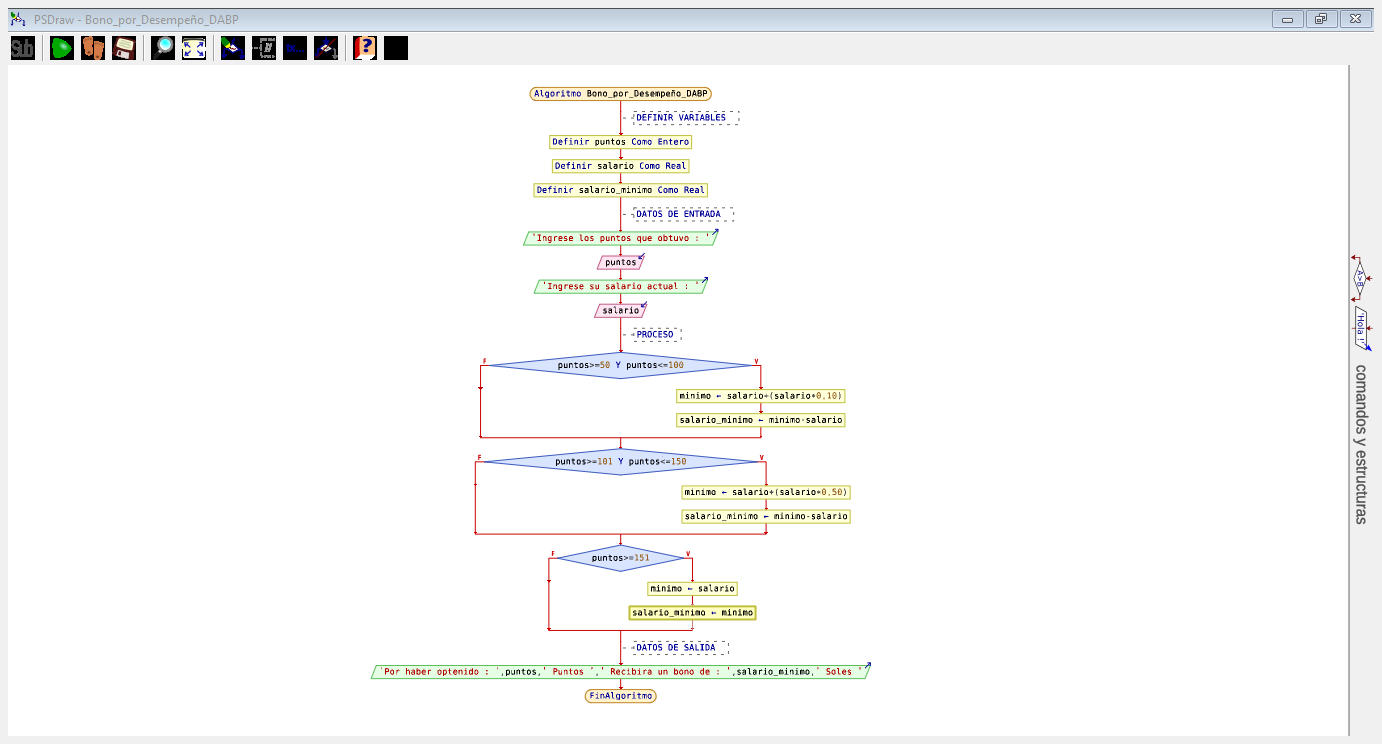 PSDraw - Bono_por_Desempeño_DABP
Sub
Algoritmo Bono_por_Desempeño_DABP
DEFINIR VARIABLES
Definir puntos Como Entero
Definir salario Como Real
Definir salario_minimo Como Real
DATOS DE ENTRADA
'Ingrese los puntos que obtuvo : '
puntos
'Ingrese su salario actual : '
salario
PROCESO
F puntos>=50 Y puntos<=100 V
minimo ← salario+(salario*0.10)
salario_minimo ← minimo-salario
F puntos>=101 Y puntos<=150 V
minimo ← salario+(salario*0.50)
salario_minimo ← minimo-salario
F puntos>=151 V
minimo ← salario
salario_minimo ← minimo
DATOS DE SALIDA
'Por haber optenido : ',puntos,' Puntos ',' Recibira un bono de : ',salario_minimo,' Soles '
FinAlgoritmo
A>B
'Hola !'
comandos y estructuras